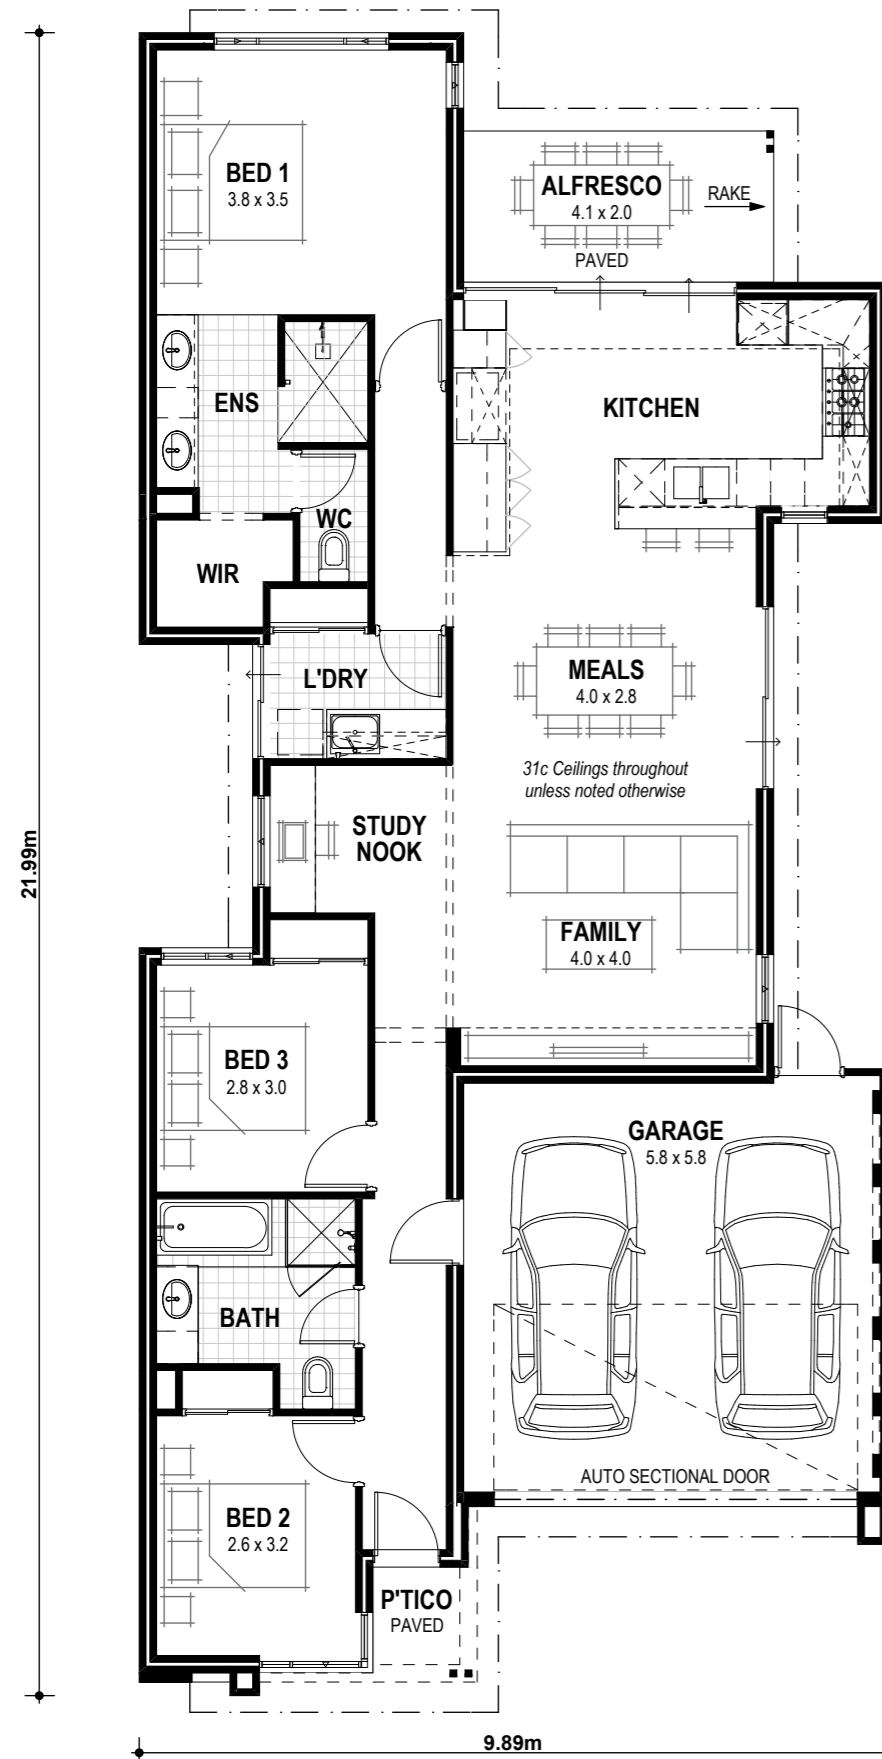 BED 1
3.8 x 3.5
ALFRESCO
4.1 x 2.0
RAKE
PAVED
ENS
KITCHEN
WC
WIR
L'DRY
MEALS
4.0 x 2.8
31c Ceilings throughout
unless noted otherwise
STUDY
NOOK
21.99m
FAMILY
4.0 x 4.0
BED 3
2.8 x 3.0
GARAGE
5.8 x 5.8
BATH
AUTO SECTIONAL DOOR
BED 2
2.6 x 3.2
P'TICO
PAVED
9.89m